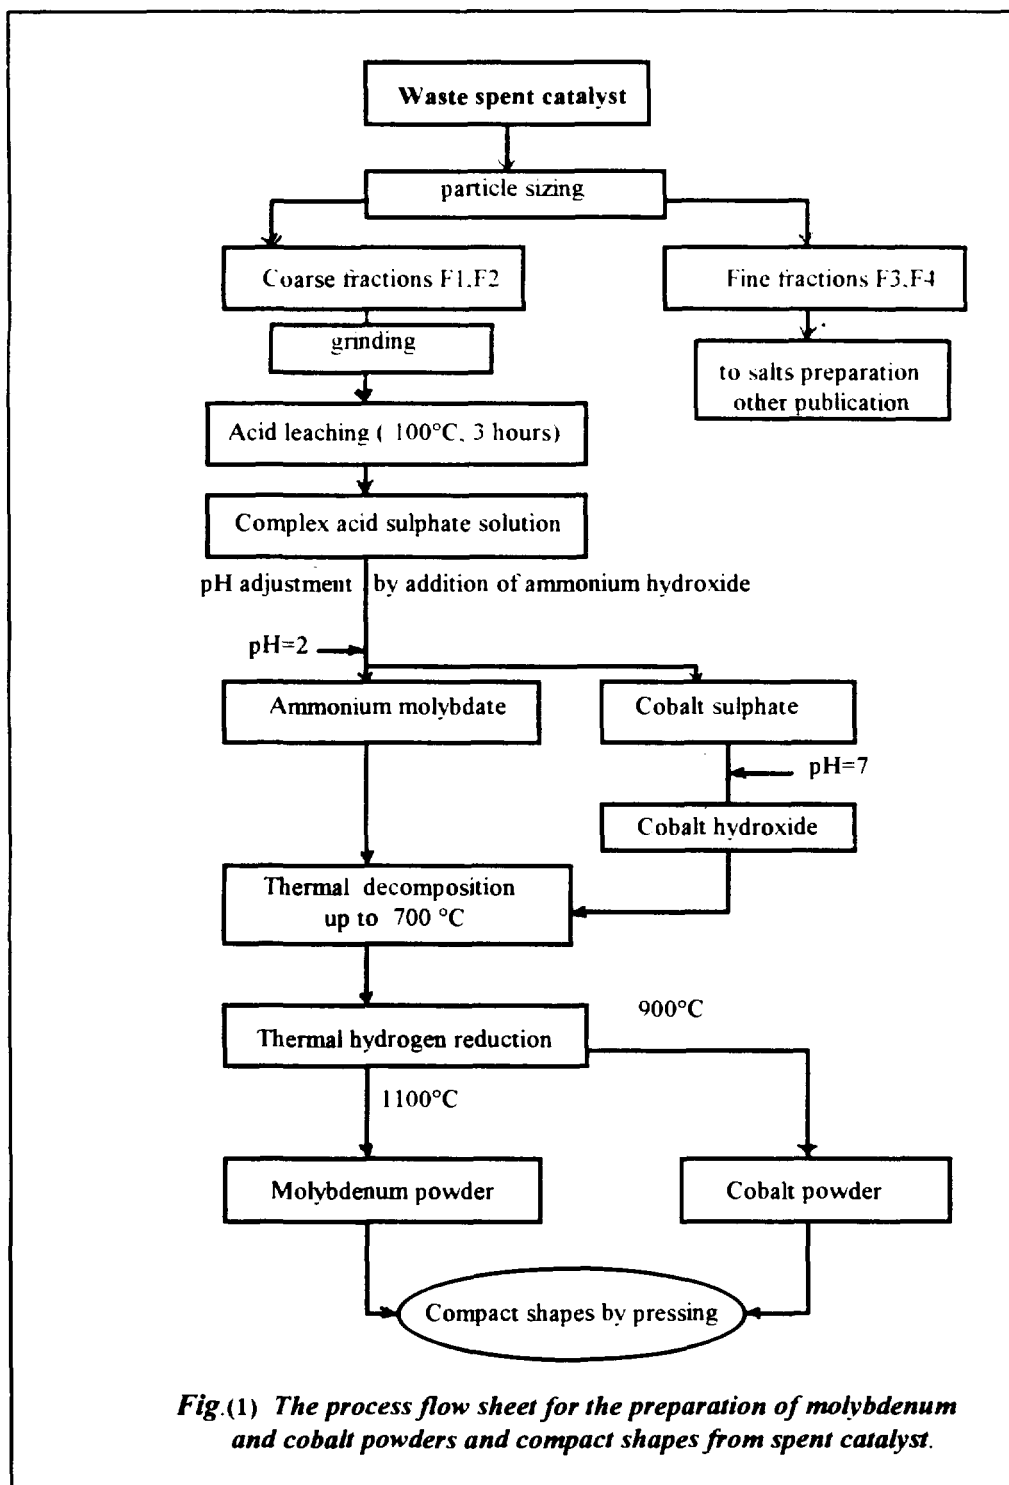 Waste spent catalyst
particle sizing
Coarse fractions F1,F2
Fine fractions F3,F4
grinding
to salts preparation
other publication
Acid leaching ( 100°C, 3 hours)
Complex acid sulphate solution
pH adjustment by addition of ammonium hydroxide
pH=2
Ammonium molybdate
Cobalt sulphate
pH=7
Cobalt hydroxide
Thermal decomposition
up to 700 °C
900°C
Thermal hydrogen reduction
1100°C
Molybdenum powder
Cobalt powder
Compact shapes by pressing
Fig.(1) The process flow sheet for the preparation of molybdenum
and cobalt powders and compact shapes from spent catalyst.